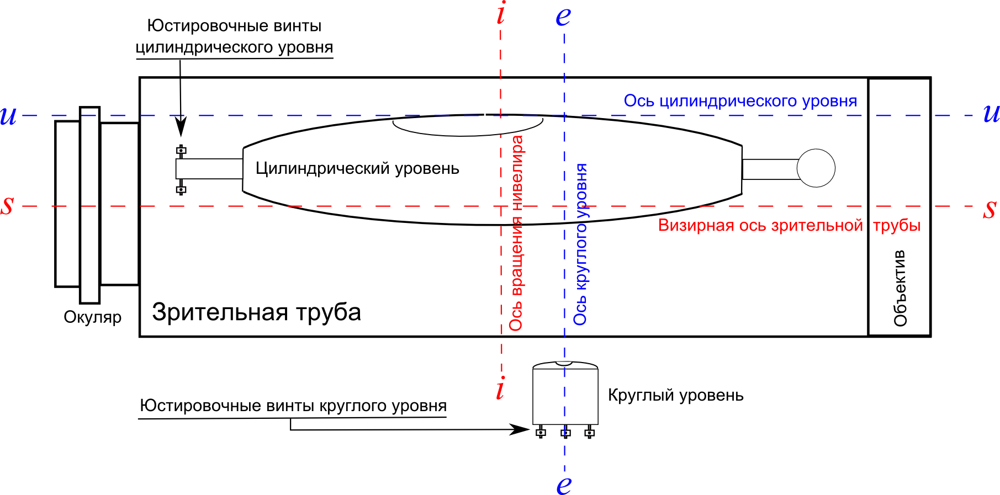 i
e
Юстировочные винты
цилиндрического уровня
Ось цилиндрического уровня
u
u
Ось вращения нивелира
Ось круглого уровня
Цилиндрический уровень
s
s
Визирная ось зрительной трубы
Объектив
Зрительная труба
Окуляр
i
Круглый уровень
Юстировочные винты круглого уровня
e